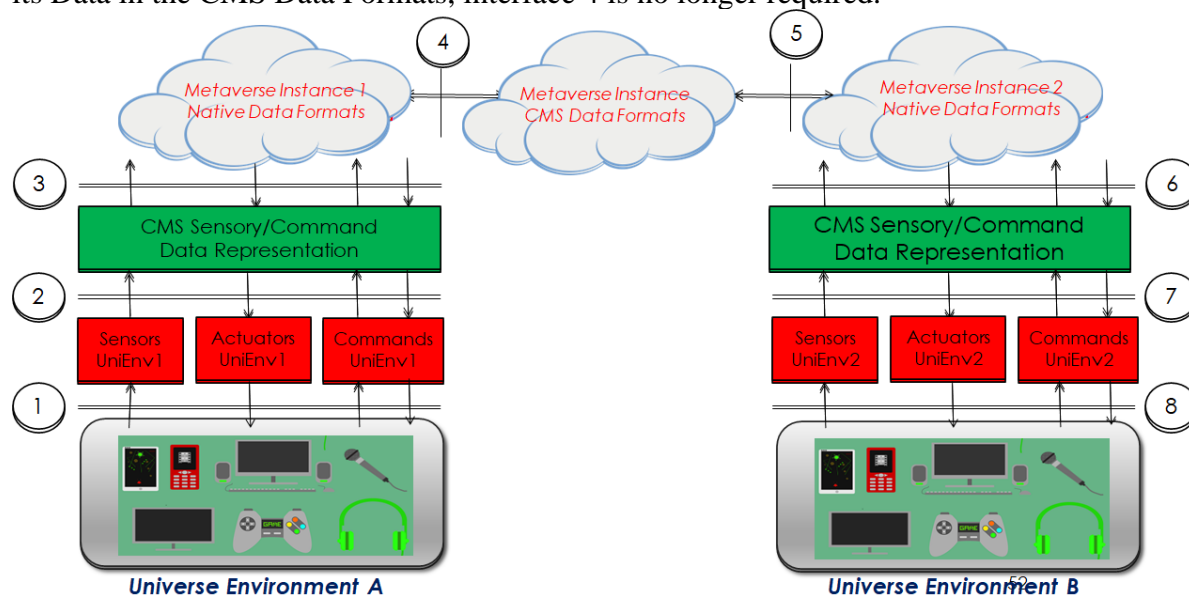 its Data in the CMS Data Formats, Interface 4 is no longer required.
4
5
Metaverse Instance 1
Native Data Formats
Metaverse Instance
CMS Data Formats
Metaverse Instance 2
Native Data Formats
3
6
CMS Sensory/Command
Data Representation
CMS Sensory/Command
Data Representation
2
7
Sensors
UniEnv1
Actuators
UniEnv1
Commands
UniEnv1
Sensors
UniEnv2
Actuators
UniEnv2
Commands
UniEnv2
1
8
GAME
GAME
Universe Environment A
Universe Environment B
52